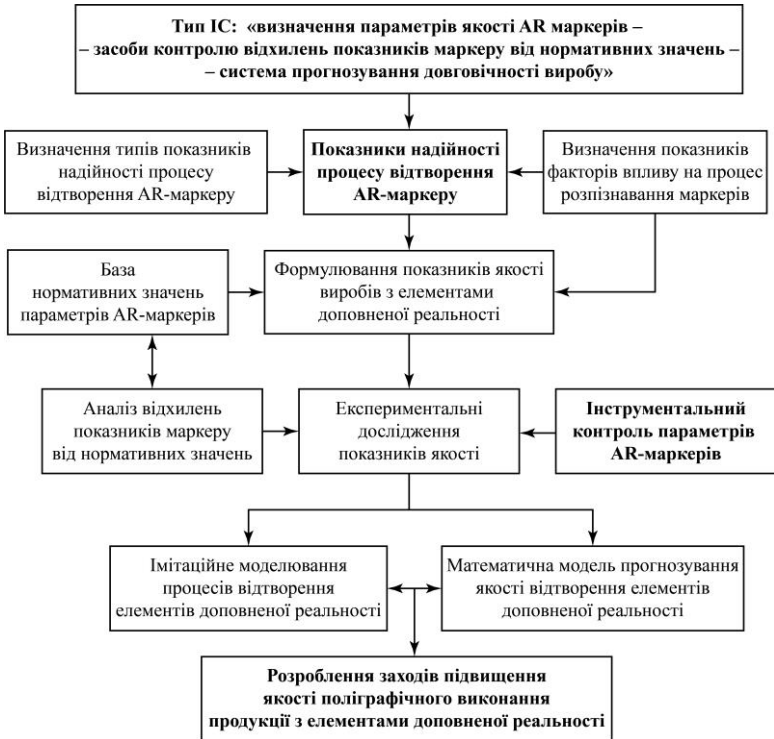 Тип ІС: «визначення параметрів якості AR маркерів –
– засоби контролю відхилень показників маркеру від нормативних значень –
– система прогнозування довговічності виробу»
Визначення типів показників
надійності процесу
відтворення AR-маркеру
Показники надійності
процесу відтворення
AR-маркеру
Визначення показників
факторів впливу на процес
розпізнавання маркерів
База
нормативних значень
параметрів AR-маркерів
Формулювання показників якості
виробів з елементами
доповненої реальності
Аналіз відхилень
показників маркеру
від нормативних значень
Експериментальні
дослідження
показників якості
Інструментальний
контроль параметрів
AR-маркерів
Імітаційне моделювання
процесів відтворення
елементів доповненої реальності
Математична модель прогнозування
якості відтворення елементів
доповненої реальності
Розроблення заходів підвищення
якості поліграфічного виконання
продукції з елементами доповненої реальності